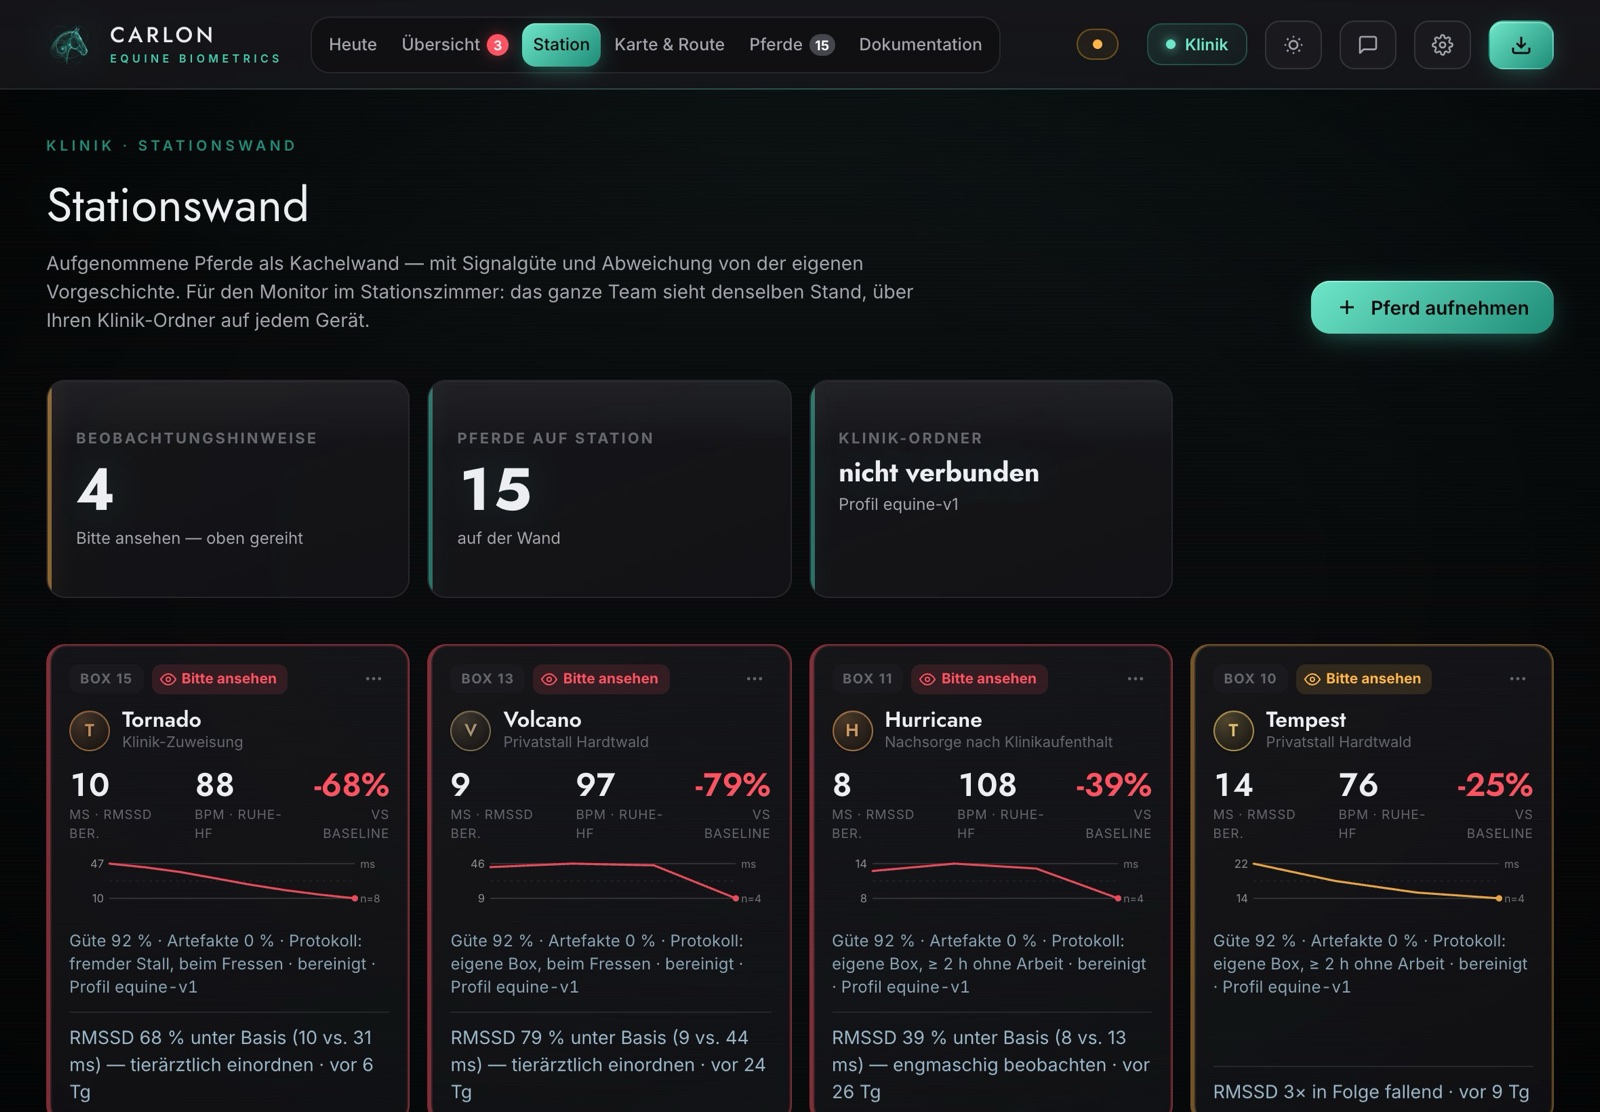 CARLON
EQUINE BIOMETRICS
Heute
Übersicht 3
Station
Karte & Route
Pferde 15
Dokumentation
Klinik
KLINIK · STATIONSWAND
Stationswand
Aufgenommene Pferde als Kachelwand — mit Signalgüte und Abweichung von der eigenen
Vorgeschichte. Für den Monitor im Stationszimmer: das ganze Team sieht denselben Stand, über
Ihren Klinik-Ordner auf jedem Gerät.
+ Pferd aufnehmen
BEOBACHTUNGSHINWEISE
4
Bitte ansehen — oben gereiht
PFERDE AUF STATION
15
auf der Wand
KLINIK-ORDNER
nicht verbunden
Profil equine-v1
BOX 15
Bitte ansehen
T
Tornado
Klinik-Zuweisung
10
MS · RMSSD
BER.
88
BPM · RUHE-
HF
-68%
VS
BASELINE
47
ms
10
n=8
Güte 92 % · Artefakte 0 % · Protokoll:
fremder Stall, beim Fressen · bereinigt ·
Profil equine-v1
RMSSD 68 % unter Basis (10 vs. 31
ms) — tierärztlich einordnen · vor 6
Tg
BOX 13
Bitte ansehen
V
Volcano
Privatstall Hardtwald
9
MS · RMSSD
BER.
97
BPM · RUHE-
HF
-79%
VS
BASELINE
46
ms
9
n=4
Güte 92 % · Artefakte 0 % · Protokoll:
eigene Box, beim Fressen · bereinigt ·
Profil equine-v1
RMSSD 79 % unter Basis (9 vs. 44
ms) — tierärztlich einordnen · vor 24
Tg
BOX 11
Bitte ansehen
H
Hurricane
Nachsorge nach Klinikaufenthalt
8
MS · RMSSD
BER.
108
BPM · RUHE-
HF
-39%
VS
BASELINE
14
ms
8
n=4
Güte 92 % · Artefakte 0 % · Protokoll:
eigene Box, ≥ 2 h ohne Arbeit · bereinigt
· Profil equine-v1
RMSSD 39 % unter Basis (8 vs. 13
ms) — engmaschig beobachten · vor
26 Tg
BOX 10
Bitte ansehen
T
Tempest
Privatstall Hardtwald
14
MS · RMSSD
BER.
76
BPM · RUHE-
HF
-25%
VS
BASELINE
22
ms
14
n=4
Güte 92 % · Artefakte 0 % · Protokoll:
eigene Box, ≥ 2 h ohne Arbeit · bereinigt
· Profil equine-v1
RMSSD 3× in Folge fallend · vor 9 Tg